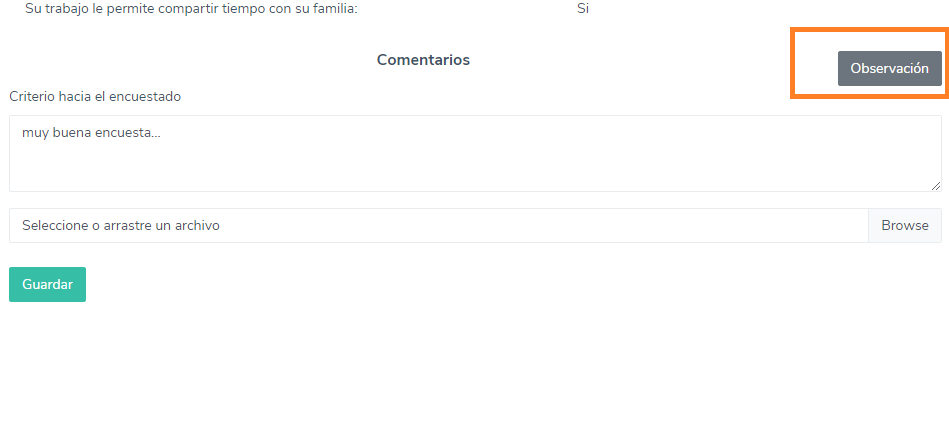 Su trabajo le permite compartir tiempo con su familia: Si
Comentarios
Observación
Criterio hacia el encuestado
muy buena encuesta...
Seleccione o arrastre un archivo
Browse
Guardar